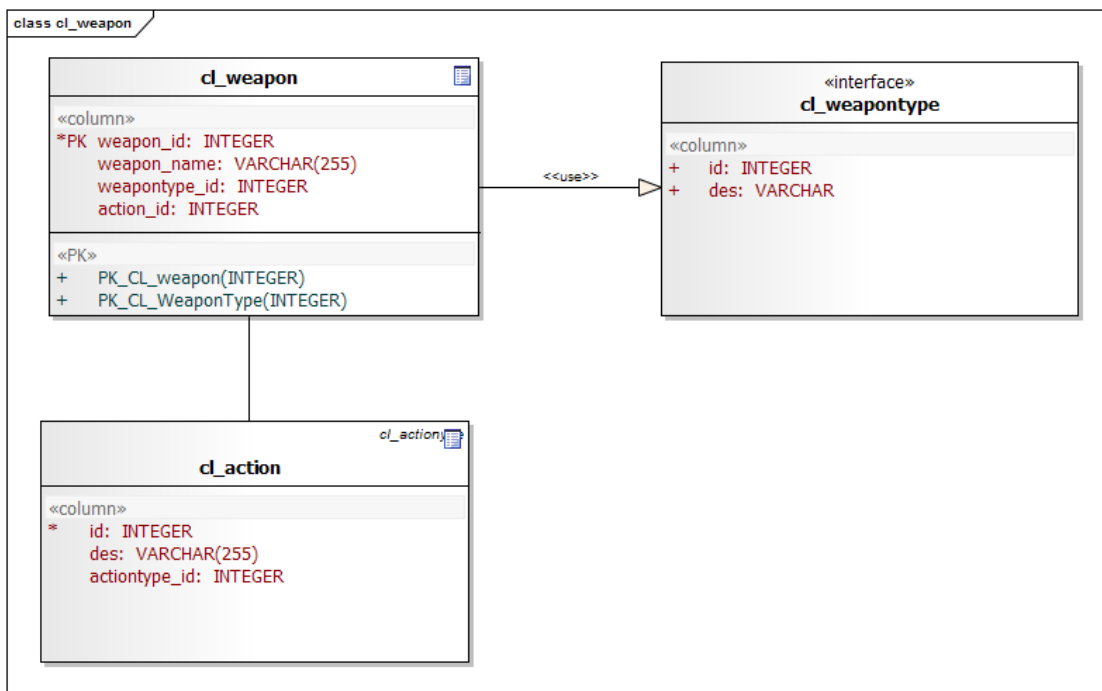 class cl_weapon
cl_weapon
«column»
*PK weapon_id: INTEGER
weapon_name: VARCHAR(255)
weapontype_id: INTEGER
action_id: INTEGER
«PK»
+ PK_CL_weapon(INTEGER)
+ PK_CL_WeaponType(INTEGER)
<<use>>
«interface»
cl_weapontype
«column»
+ id: INTEGER
+ des: VARCHAR
cl_action
«column»
* id: INTEGER
des: VARCHAR(255)
actiontype_id: INTEGER